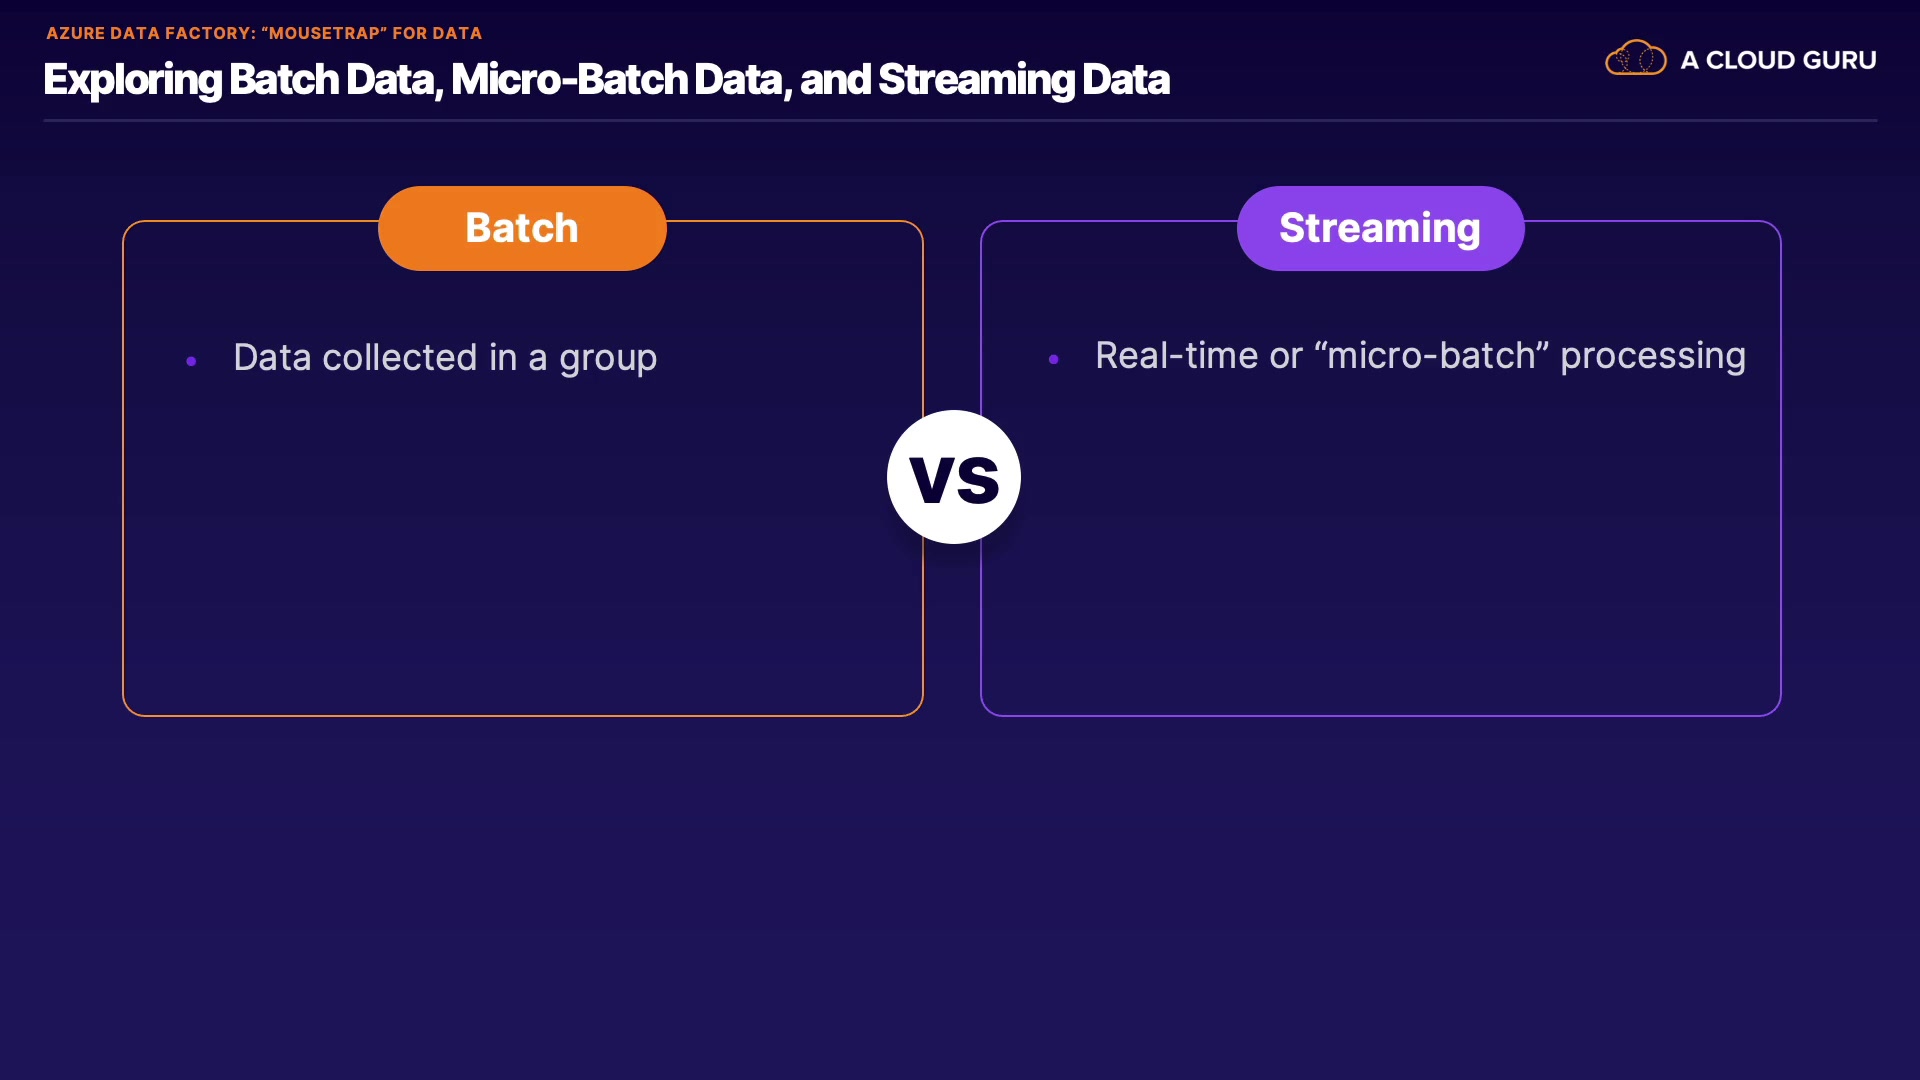 AZURE DATA FACTORY: “MOUSETRAP” FOR DATA
Exploring Batch Data, Micro-Batch Data, and Streaming Data
A CLOUD GURU
Batch
• Data collected in a group
VS
Streaming
• Real-time or “micro-batch” processing